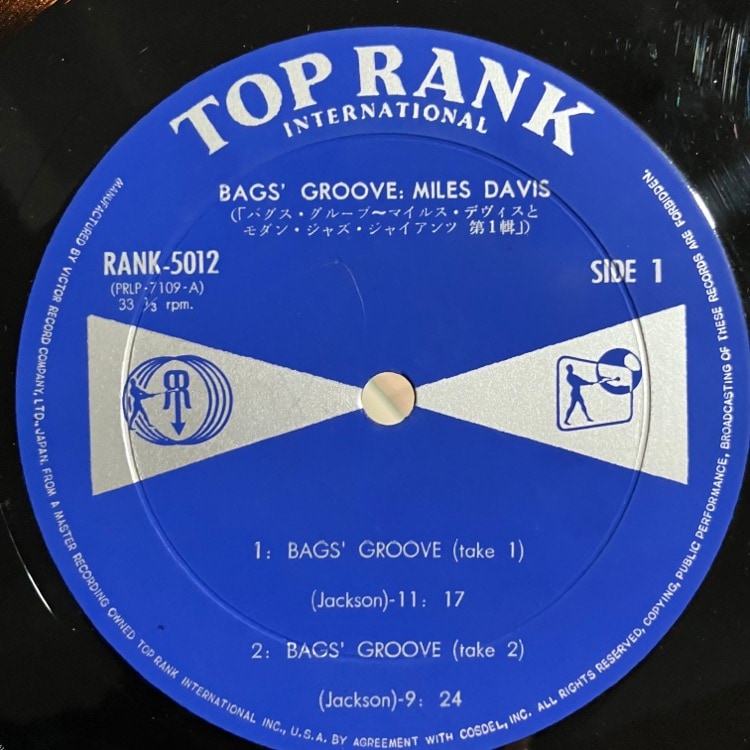 TOP RANK
INTERNATIONAL
BAGS' GROOVE: MILES DAVIS
(「バグス・グルーブ〜マイルス・デヴィスと
モダン・ジャズ・ジャイアンツ 第1輯」)
RANK-5012
(PRLP-7109-A)
33 ⅓ rpm.
SIDE 1
1: BAGS' GROOVE (take 1)
(Jackson)-11: 17
2: BAGS' GROOVE (take 2)
(Jackson)-9: 24
MANUFACTURED BY VICTOR RECORD COMPANY, LTD., JAPAN. FROM A MASTER RECORDING OWNED TOP RANK INTERNATIONAL INC., U.S.A. BY AGREEMENT WITH COSDEL, INC. ALL RIGHTS RESERVED, COPYING, PUBLIC PERFORMANCE, BROADCASTING OF THESE RECORDS ARE FORBIDDEN.